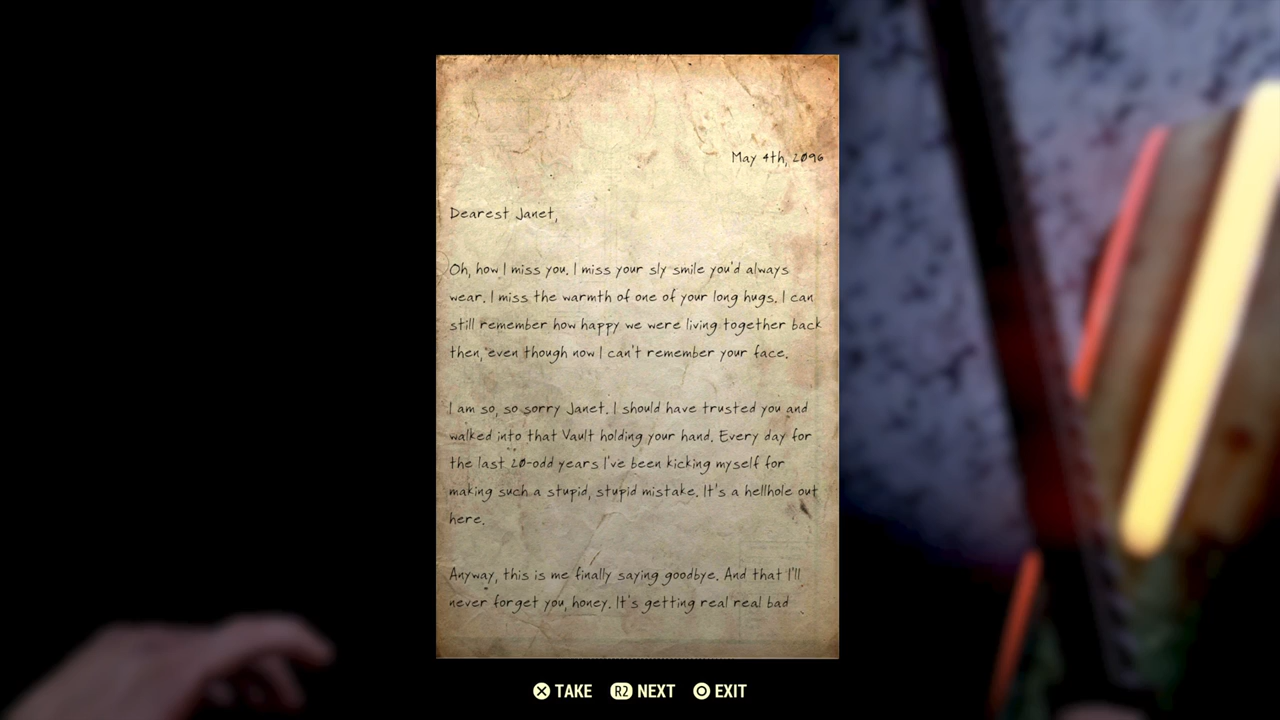 May 4th, 2096
Dearest Janet,
Oh, how I miss you. I miss your sly smile you'd always
wear. I miss the warmth of one of your long hugs. I can
still remember how happy we were living together back
then, even though now I can't remember your face.
I am so, so sorry Janet. I should have trusted you and
walked into that Vault holding your hand. Every day for
the last 20-odd years I've been kicking myself for
making such a stupid, stupid mistake. It's a hellhole out
here.
Anyway, this is me finally saying goodbye. And that I'll
never forget you, honey. It's getting real real bad
TAKE R2 NEXT EXIT